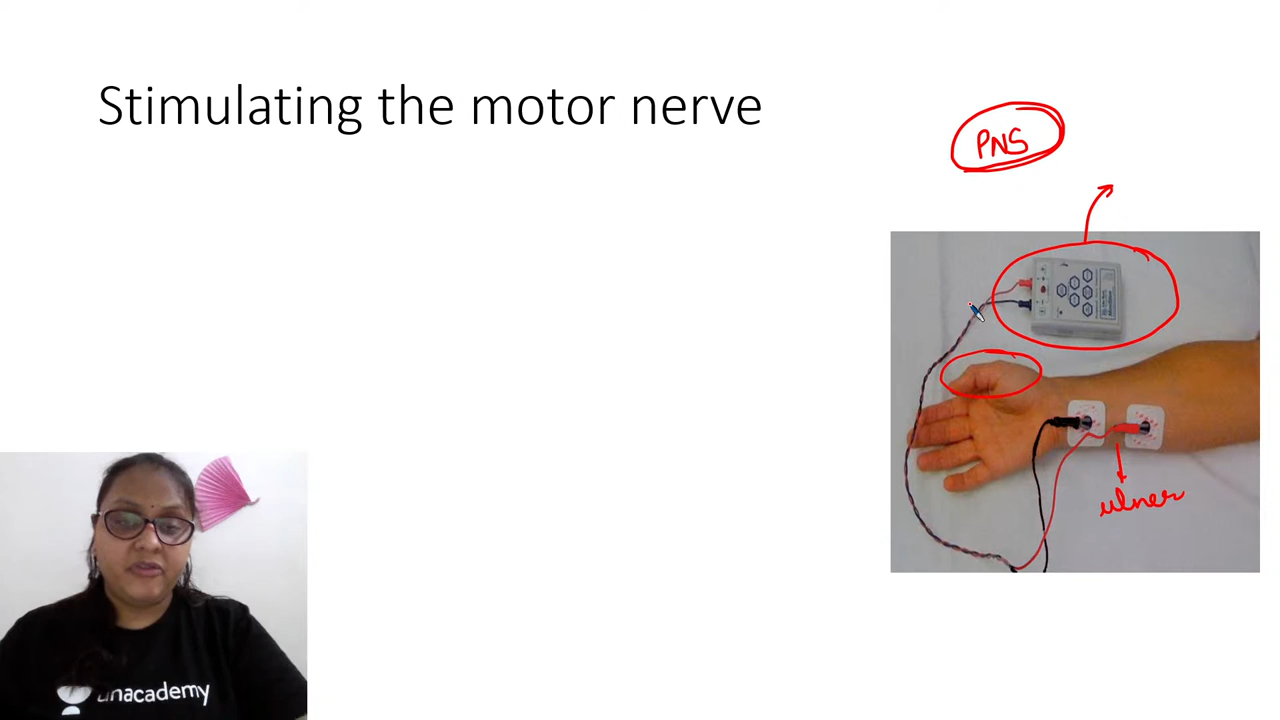 Stimulating the motor nerve
PNS
ulner
unacademy